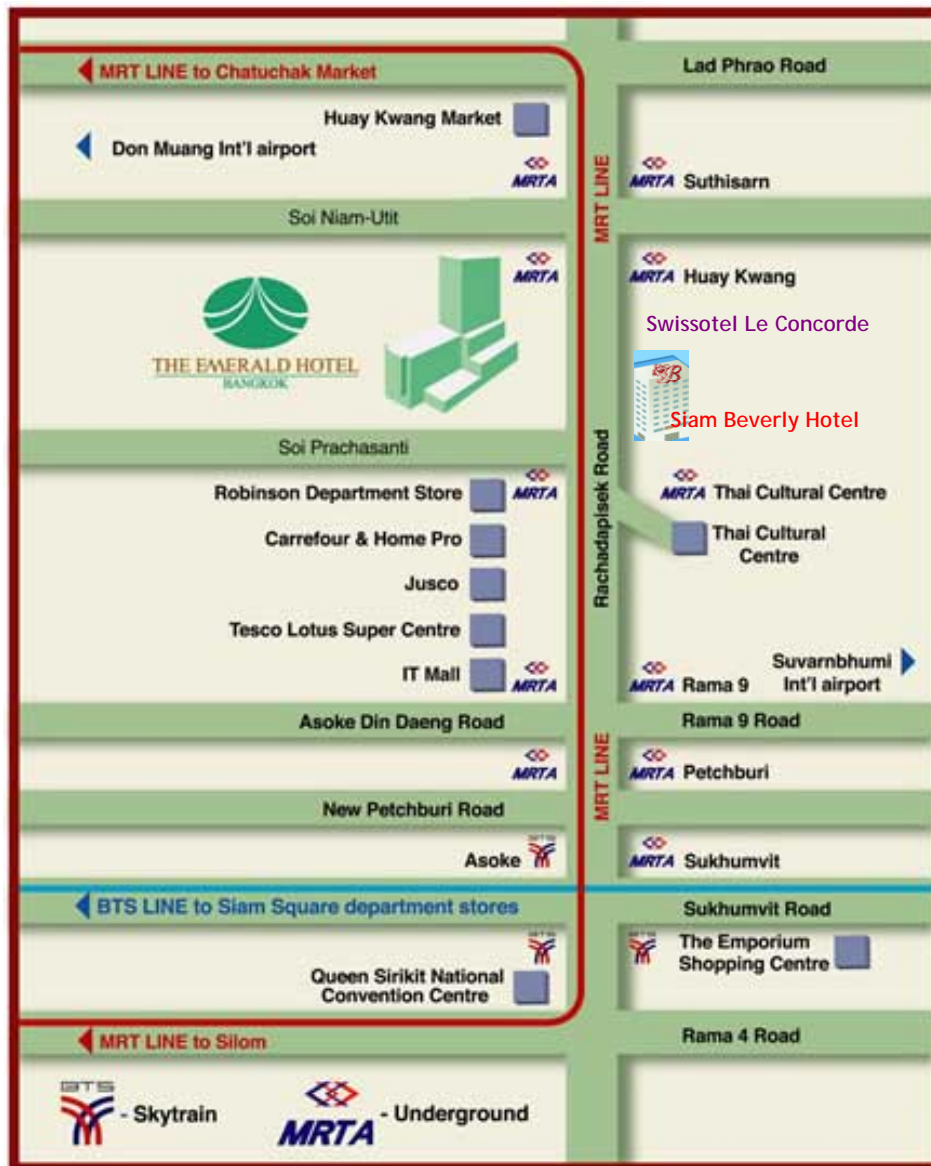 MRT LINE to Chatuchak Market
Lad Phrao Road
Huay Kwang Market
Don Muang Int'l airport
MRTA
MRT LINE
MRTA Suthisarn
Soi Niam-Utit
MRTA
MRTA Huay Kwang
Swissotel Le Concorde
THE EMERALD HOTEL
BANGKOK
SB
Siam Beverly Hotel
Soi Prachasanti
Rachadapisek Road
Robinson Department Store
MRTA
MRTA Thai Cultural Centre
Carrefour & Home Pro
Thai Cultural
Centre
Jusco
Tesco Lotus Super Centre
IT Mall
MRTA
MRTA Rama 9
Suvarnbhumi
Int'l airport
Asoke Din Daeng Road
Rama 9 Road
MRTA
MRT LINE
MRTA Petchburi
New Petchburi Road
Asoke
BTS
MRTA Sukhumvit
BTS LINE to Siam Square department stores
Sukhumvit Road
BTS
BTS
The Emporium
Shopping Centre
Queen Sirikit National
Convention Centre
MRT LINE to Silom
Rama 4 Road
BTS
- Skytrain
MRTA
- Underground